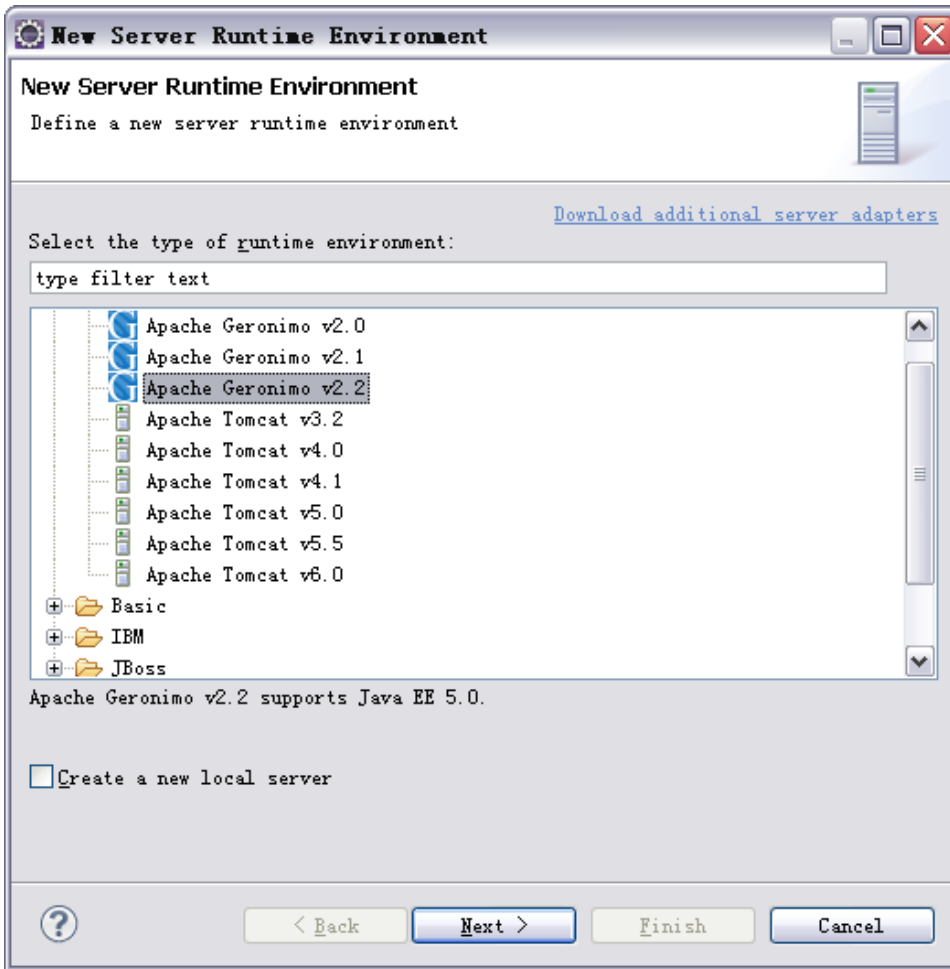 New Server Runtime Environment
New Server Runtime Environment
Define a new server runtime environment
Download additional server adapters
Select the type of runtime environment:
type filter text
Apache Geronimo v2.0
Apache Geronimo v2.1
Apache Geronimo v2.2
Apache Tomcat v3.2
Apache Tomcat v4.0
Apache Tomcat v4.1
Apache Tomcat v5.0
Apache Tomcat v5.5
Apache Tomcat v6.0
Basic
IBM
JBoss
Apache Geronimo v2.2 supports Java EE 5.0.
Create a new local server
? < Back Next > Finish Cancel